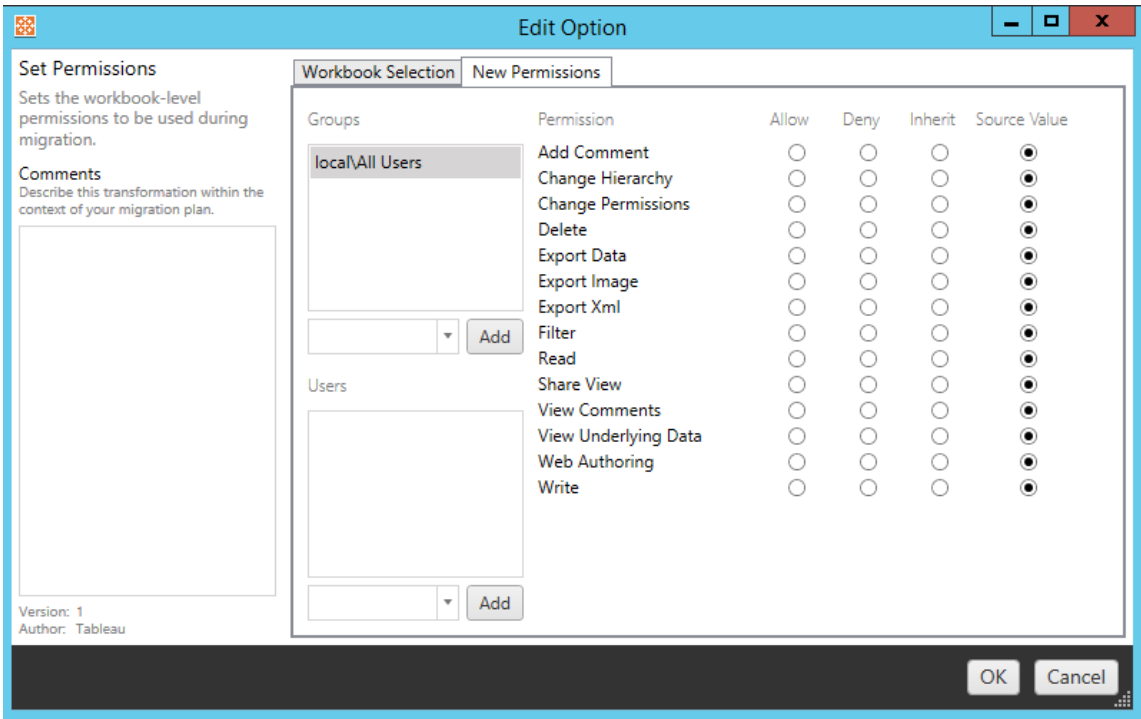 Edit Option
Set Permissions
Sets the workbook-level
permissions to be used during
migration.
Comments
Describe this transformation within the
context of your migration plan.
Version: 1
Author: Tableau
Workbook Selection
New Permissions
Groups
local\All Users
Add
Users
Add
Permission Allow Deny Inherit Source Value
Add Comment
Change Hierarchy
Change Permissions
Delete
Export Data
Export Image
Export Xml
Filter
Read
Share View
View Comments
View Underlying Data
Web Authoring
Write
OK
Cancel